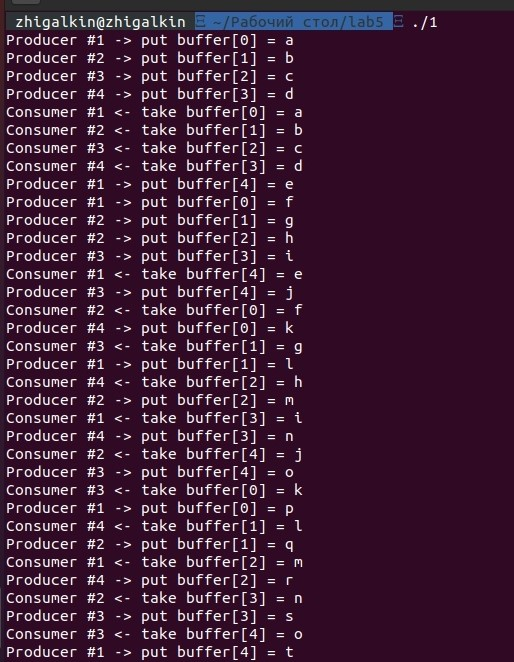 zhigalkin@zhigalkin ~/Рабочий стол/lab5 ./1
Producer #1 -> put buffer[0] = a
Producer #2 -> put buffer[1] = b
Producer #3 -> put buffer[2] = c
Producer #4 -> put buffer[3] = d
Consumer #1 <- take buffer[0] = a
Consumer #2 <- take buffer[1] = b
Consumer #3 <- take buffer[2] = c
Consumer #4 <- take buffer[3] = d
Producer #1 -> put buffer[4] = e
Producer #1 -> put buffer[0] = f
Producer #2 -> put buffer[1] = g
Producer #2 -> put buffer[2] = h
Producer #3 -> put buffer[3] = i
Consumer #1 <- take buffer[4] = e
Producer #3 -> put buffer[4] = j
Consumer #2 <- take buffer[0] = f
Producer #4 -> put buffer[0] = k
Consumer #3 <- take buffer[1] = g
Producer #1 -> put buffer[1] = l
Consumer #4 <- take buffer[2] = h
Producer #2 -> put buffer[2] = m
Consumer #1 <- take buffer[3] = i
Producer #4 -> put buffer[3] = n
Consumer #2 <- take buffer[4] = j
Producer #3 -> put buffer[4] = o
Consumer #3 <- take buffer[0] = k
Producer #1 -> put buffer[0] = p
Consumer #4 <- take buffer[1] = l
Producer #2 -> put buffer[1] = q
Consumer #1 <- take buffer[2] = m
Producer #4 -> put buffer[2] = r
Consumer #2 <- take buffer[3] = n
Producer #3 -> put buffer[3] = s
Consumer #3 <- take buffer[4] = o
Producer #1 -> put buffer[4] = t